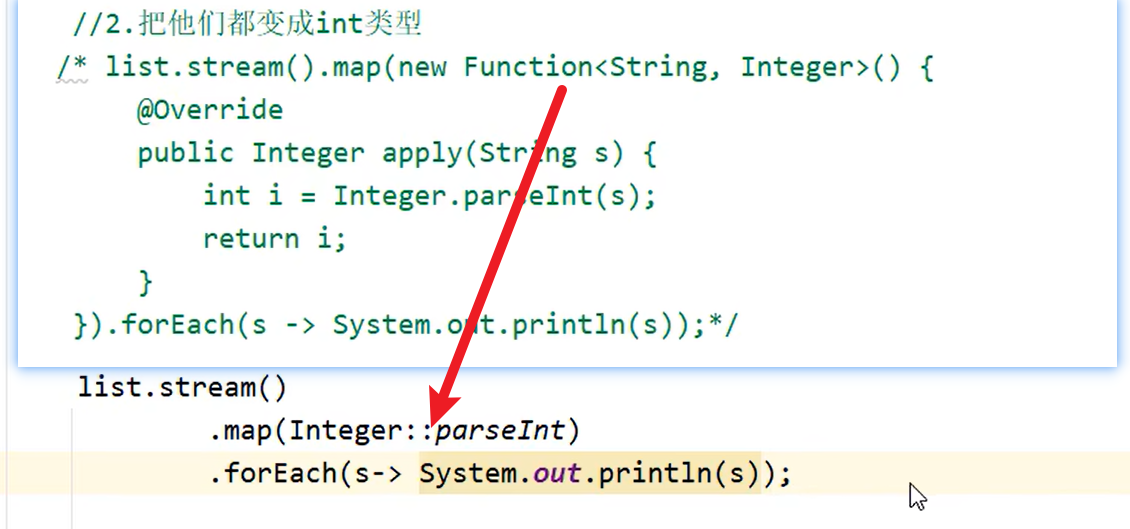 //2.把他们都变成int类型
/* list.stream().map(new Function<String, Integer>() {
@Override
public Integer apply(String s) {
int i = Integer.parseInt(s);
return i;
}
}).forEach(s -> System.out.println(s));*/
list.stream()
.map(Integer::parseInt)
.forEach(s-> System.out.println(s));